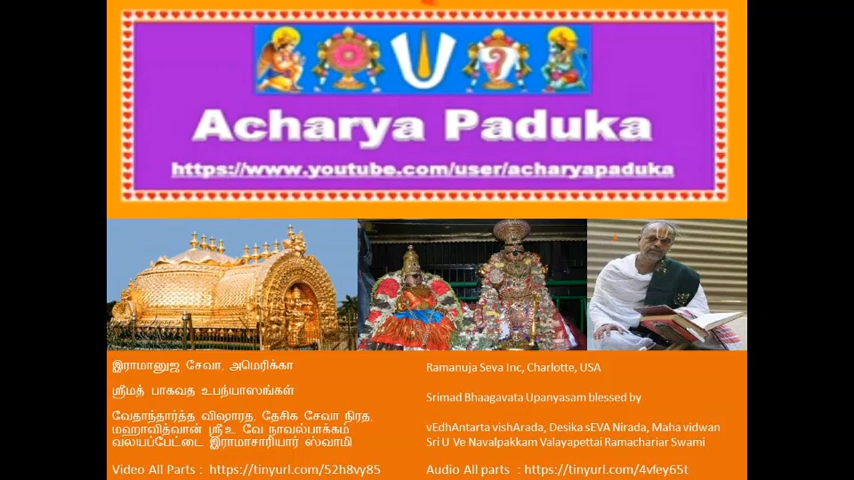 Acharya Paduka
https://www.youtube.com/user/acharyapaduka
இராமானுஜ சேவா, அமெரிக்கா
ஸ்ரீமத் பாகவத உபந்யாஸங்கள்
வேதாந்தார்த்த விஷாரத, தேசிக சேவா நிரத,
மஹாவித்வான் ஸ்ரீ உ வே நாவல்பாக்கம்
வலயப்பேட்டை இராமாசாரியார் ஸ்வாமி
Video All Parts : https://tinyurl.com/52h8vy85
Ramanuja Seva Inc, Charlotte, USA
Srimad Bhaagavata Upanyasam blessed by
vEdhAntarta vishArada, Desika sEVA Nirada, Maha vidwan
Sri U Ve Navalpakkam Valayapettai Ramachariar Swami
Audio All parts : https://tinyurl.com/4vfey65t